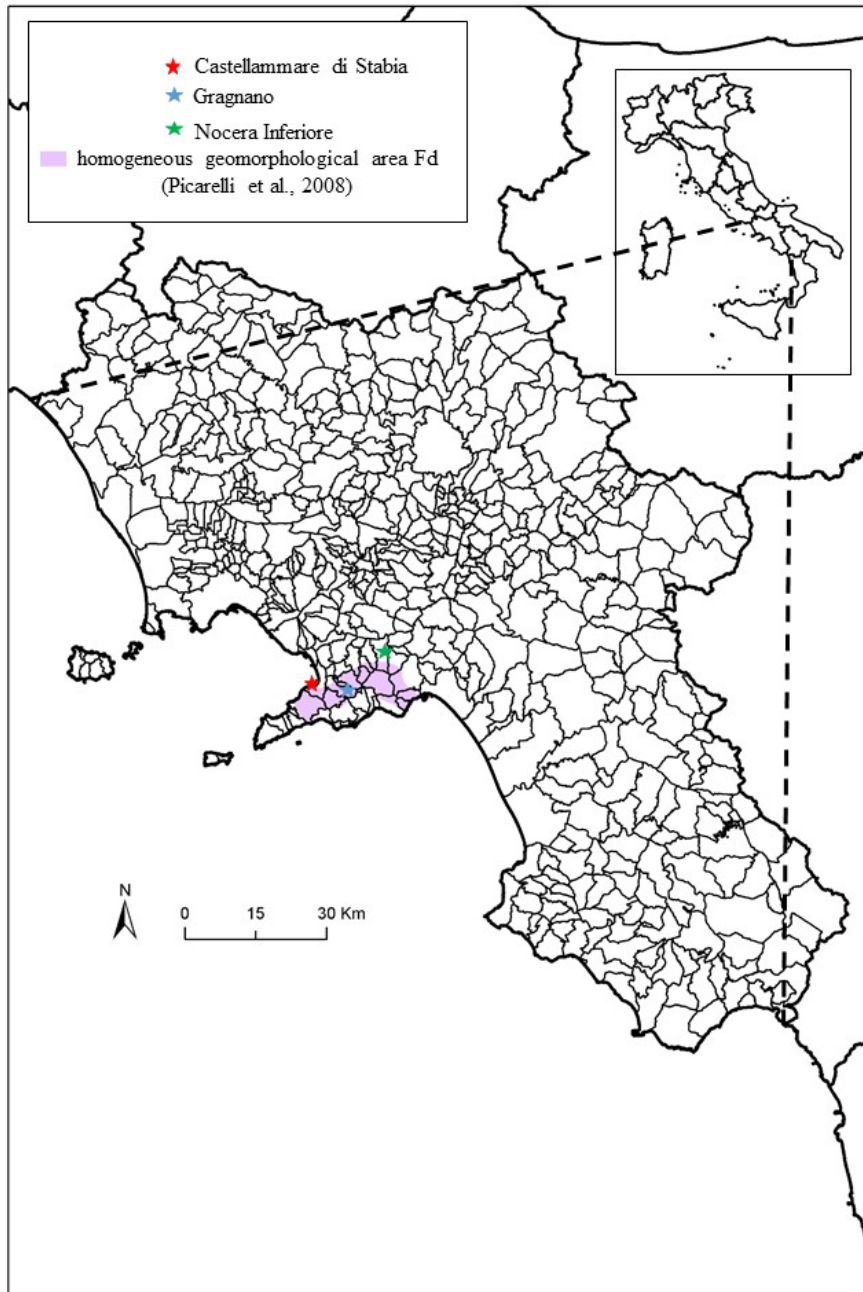 Castellammare di Stabia
Gragnano
Nocera Inferiore
homogeneous geomorphological area Fd
(Picarelli et al., 2008)
N
0 15 30 Km